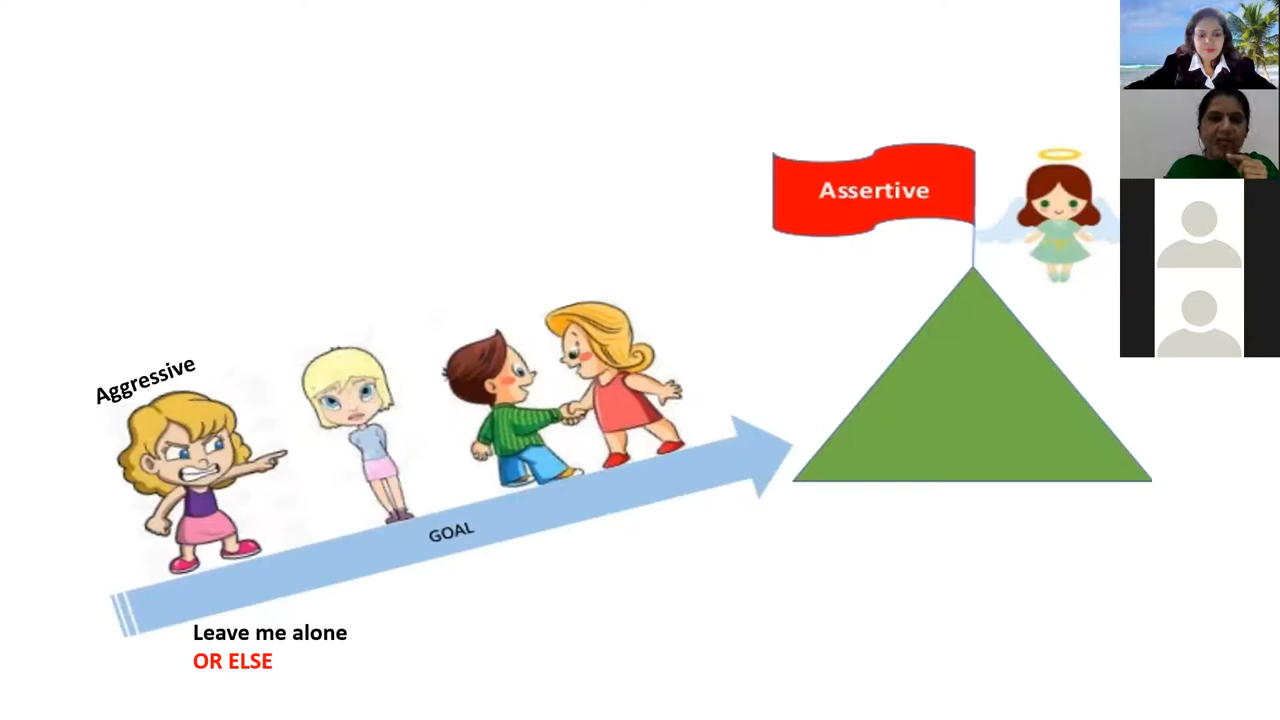 Assertive
Aggressive
GOAL
Leave me alone
OR ELSE